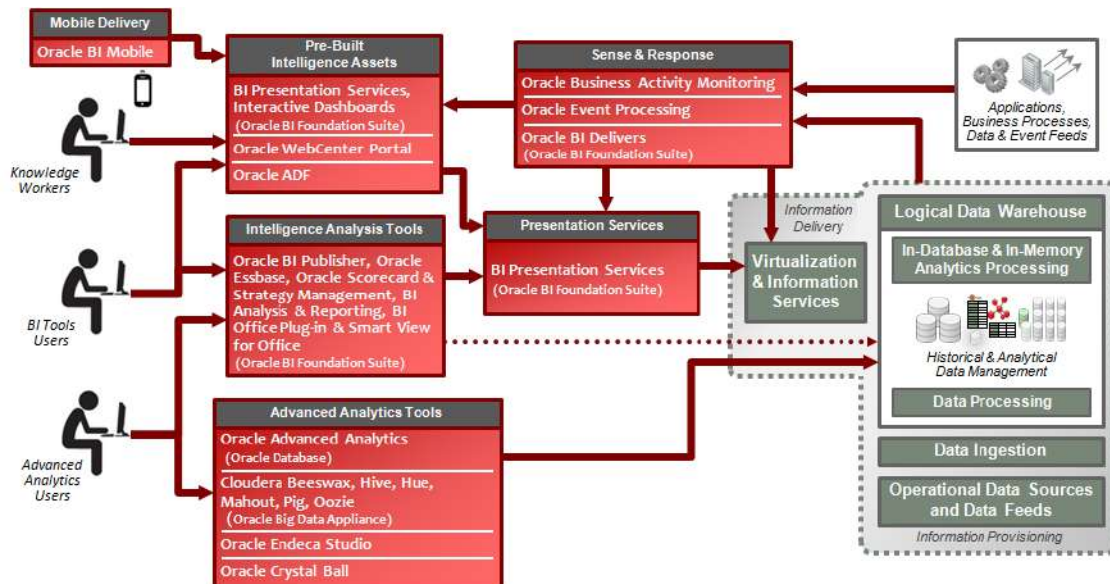 Mobile Delivery
Oracle BI Mobile
Knowledge
Workers
BI Tools
Users
Advanced
Analytics
Users
Pre-Built
Intelligence Assets
BI Presentation Services,
Interactive Dashboards
(Oracle BI Foundation Suite)
Oracle WebCenter Portal
Oracle ADF
Intelligence Analysis Tools
Oracle BI Publisher, Oracle
Essbase, Oracle Scorecard &
Strategy Management, BI
Analysis & Reporting, BI
Office Plug-in & Smart View
for Office
(Oracle BI Foundation Suite)
Advanced Analytics Tools
Oracle Advanced Analytics
(Oracle Database)
Cloudera Beeswax, Hive, Hue,
Mahout, Pig, Oozie
(Oracle Big Data Appliance)
Oracle Endeca Studio
Oracle Crystal Ball
Sense & Response
Oracle Business Activity Monitoring
Oracle Event Processing
Oracle BI Delivers
(Oracle BI Foundation Suite)
Presentation Services
BI Presentation Services
(Oracle BI Foundation Suite)
Applications,
Business Processes,
Data & Event Feeds
Information
Delivery
Virtualization
& Information
Services
Logical Data Warehouse
In-Database & In-Memory
Analytics Processing
Historical & Analytical
Data Management
Data Processing
Data Ingestion
Operational Data Sources
and Data Feeds
Information Provisioning